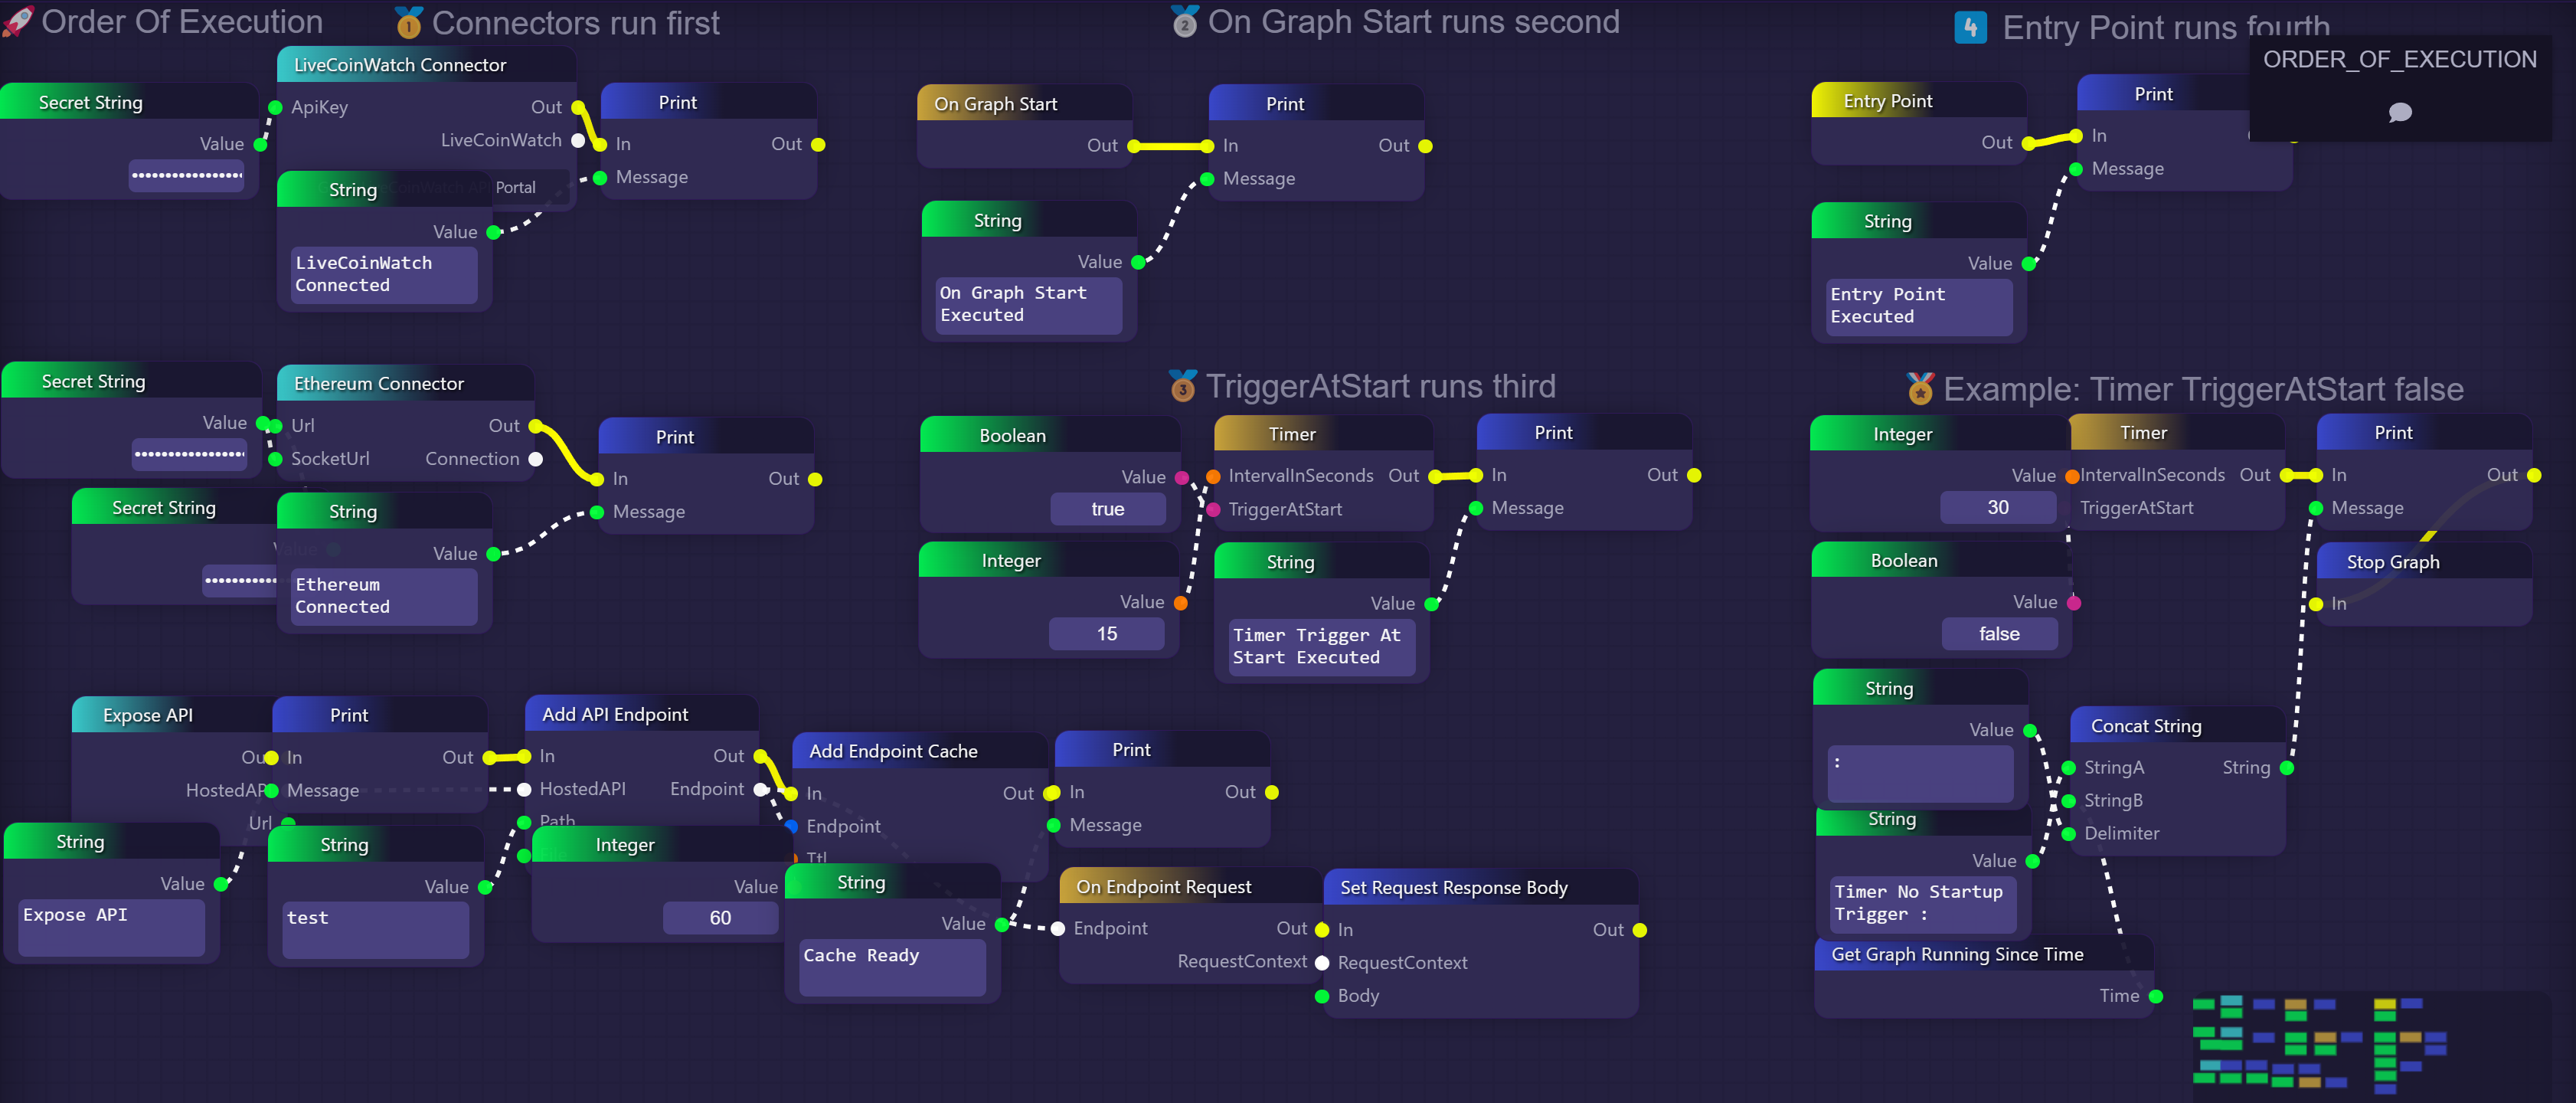 🚀 Order Of Execution
1 Connectors run first
2 On Graph Start runs second
4 Entry Point runs fourth
ORDER_OF_EXECUTION
Secret String
Value
••••••••••••••••••
LiveCoinWatch Connector
ApiKey Out
LiveCoinWatch
Portal
String
Value
LiveCoinWatch
Connected
Print
In Out
Message
On Graph Start
Out
Print
In Out
Message
String
Value
On Graph Start
Executed
Entry Point
Out
Print
In
Message
String
Value
Entry Point
Executed
Secret String
Value
••••••••••••••••••
Secret String
Value
••••••••••••
Ethereum Connector
Url Out
SocketUrl Connection
String
Value
Ethereum
Connected
Print
In Out
Message
3 TriggerAtStart runs third
Boolean
Value
true
Integer
Value
15
Timer
IntervalInSeconds Out
TriggerAtStart
String
Value
Timer Trigger At
Start Executed
Print
In Out
Message
Example: Timer TriggerAtStart false
Integer
Value
30
Boolean
Value
false
Timer
IntervalInSeconds Out
TriggerAtStart
Print
In Out
Message
Stop Graph
In
String
Value
:
String
Value
Timer No Startup
Trigger :
Get Graph Running Since Time
Time
Concat String
StringA String
StringB
Delimiter
Expose API
Out
HostedAPI
Url
String
Value
Expose API
Print
In Out
Message
String
Value
test
Add API Endpoint
In Out
HostedAPI Endpoint
Path
Integer
Value
60
Add Endpoint Cache
In Out
Endpoint
Ttl
String
Value
Cache Ready
Print
In Out
Message
On Endpoint Request
Endpoint Out
RequestContext
Set Request Response Body
In Out
RequestContext
Body